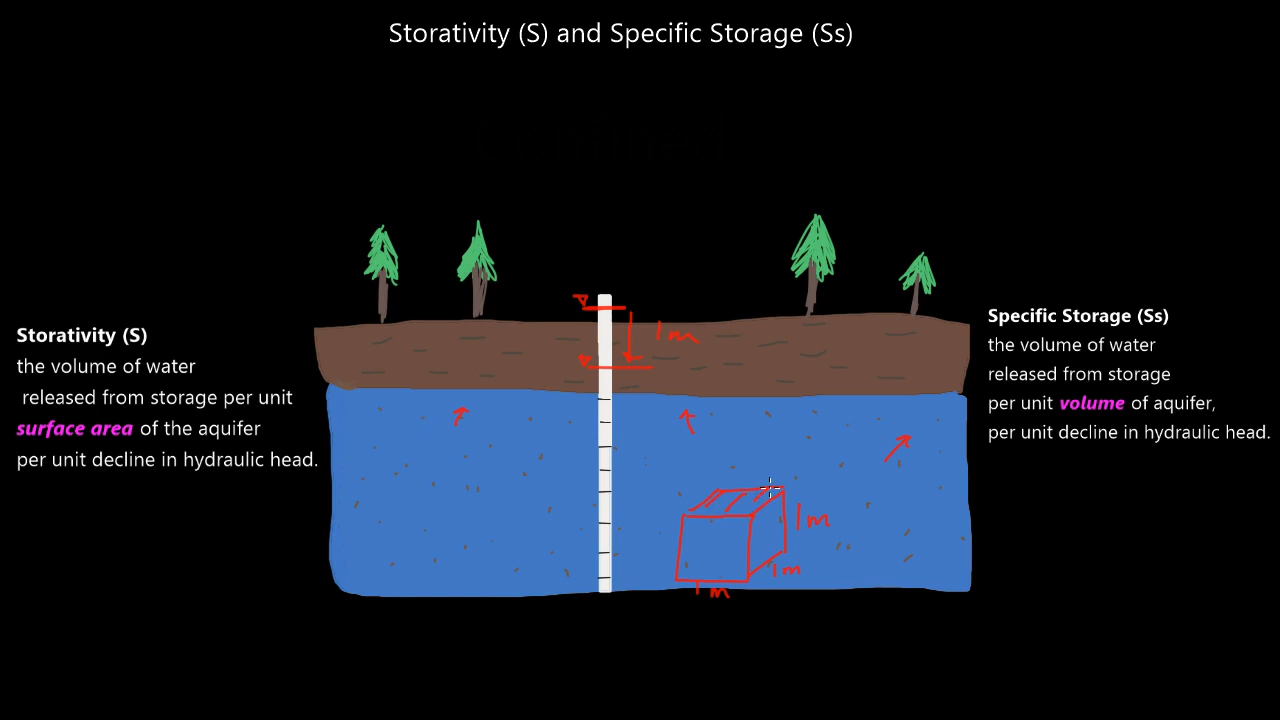 Storativity (S) and Specific Storage (Ss)
Confined
1m
Storativity (S)
the volume of water
released from storage per unit
surface area of the aquifer
per unit decline in hydraulic head.
Specific Storage (Ss)
the volume of water
released from storage
per unit volume of aquifer,
per unit decline in hydraulic head.
1m
1m
1m